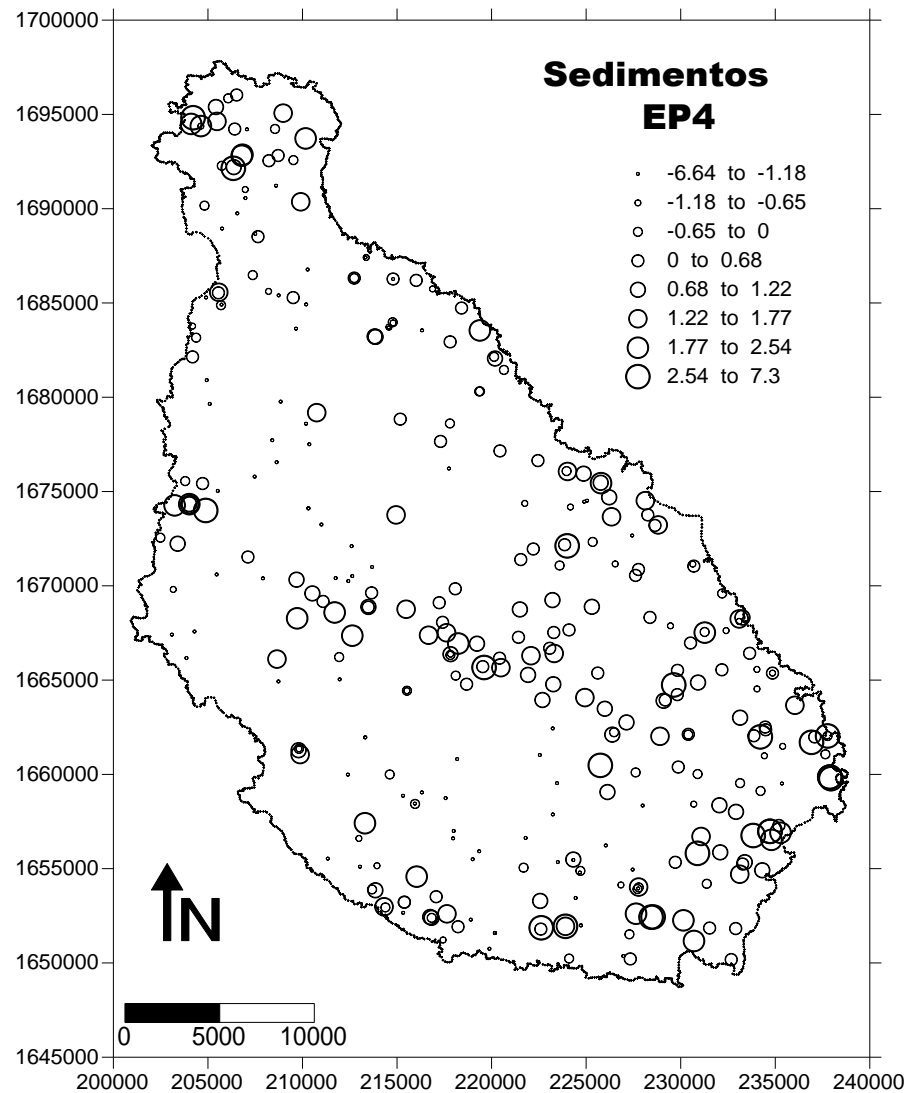 Sedimentos
EP4
-6.64 to -1.18
-1.18 to -0.65
-0.65 to 0
0 to 0.68
0.68 to 1.22
1.22 to 1.77
1.77 to 2.54
2.54 to 7.3
1700000
1695000
1690000
1685000
1680000
1675000
1670000
1665000
1660000
1655000
1650000
1645000
N
0 5000 10000
200000 205000 210000 215000 220000 225000 230000 235000 240000